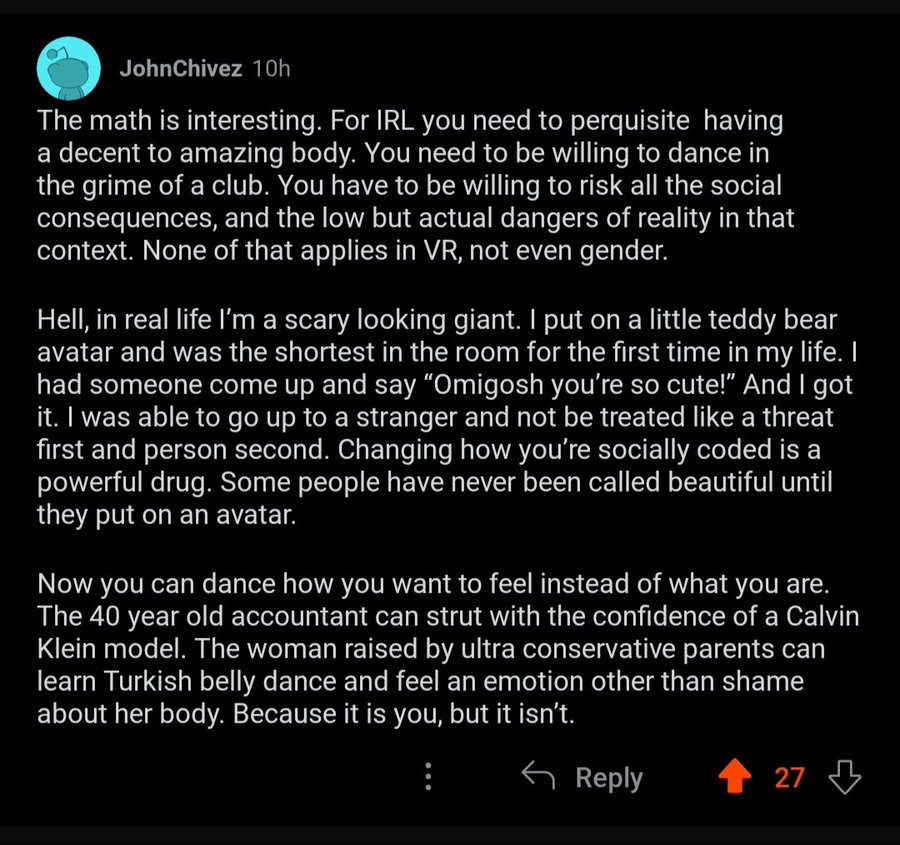 JohnChivez 10h
The math is interesting. For IRL you need to perquisite  having
a decent to amazing body. You need to be willing to dance in
the grime of a club. You have to be willing to risk all the social
consequences, and the low but actual dangers of reality in that
context. None of that applies in VR, not even gender.
Hell, in real life I’m a scary looking giant. I put on a little teddy bear
avatar and was the shortest in the room for the first time in my life. I
had someone come up and say “Omigosh you’re so cute!” And I got
it. I was able to go up to a stranger and not be treated like a threat
first and person second. Changing how you’re socially coded is a
powerful drug. Some people have never been called beautiful until
they put on an avatar.
Now you can dance how you want to feel instead of what you are.
The 40 year old accountant can strut with the confidence of a Calvin
Klein model. The woman raised by ultra conservative parents can
learn Turkish belly dance and feel an emotion other than shame
about her body. Because it is you, but it isn’t.
Reply 27